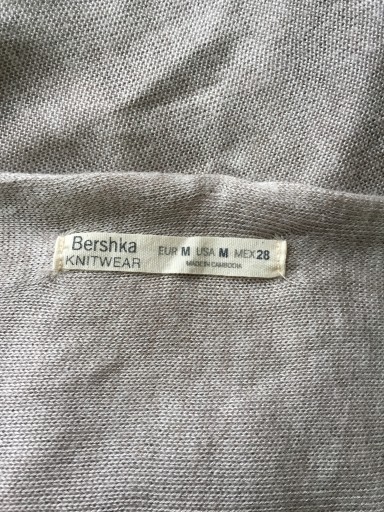 Bershka
KNITWEAR
EUR M USA M MEX 28
MADE IN CAMBODIA